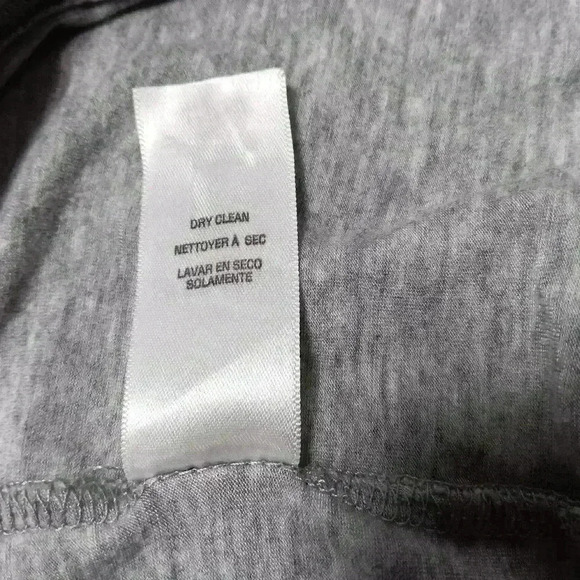 DRY CLEAN
NETTOYER À SEC
LAVAR EN SECO
SOLAMENTE